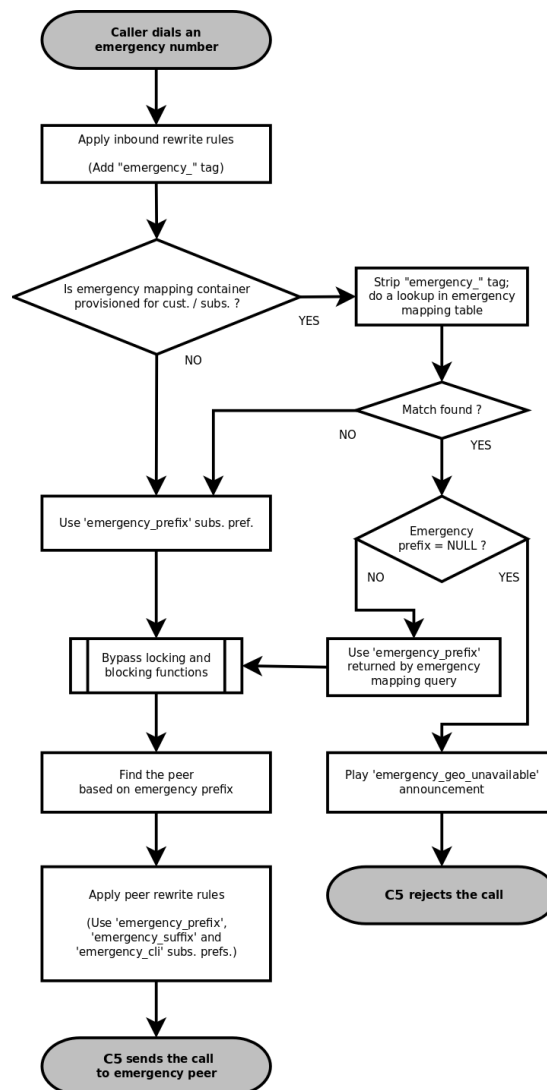 Caller dials an
emergency number
Apply inbound rewrite rules
(Add "emergency_" tag)
Is emergency mapping container
provisioned for cust. / subs. ?
YES
NO
Strip "emergency_" tag;
do a lookup in emergency
mapping table
Match found ?
NO
YES
Use 'emergency_prefix' subs. pref.
Emergency
prefix = NULL ?
NO
YES
Bypass locking and
blocking functions
Use 'emergency_prefix'
returned by emergency
mapping query
Find the peer
based on emergency prefix
Play 'emergency_geo_unavailable'
announcement
Apply peer rewrite rules
(Use 'emergency_prefix',
'emergency_suffix' and
'emergency_cli' subs. prefs.)
C5 rejects the call
C5 sends the call
to emergency peer